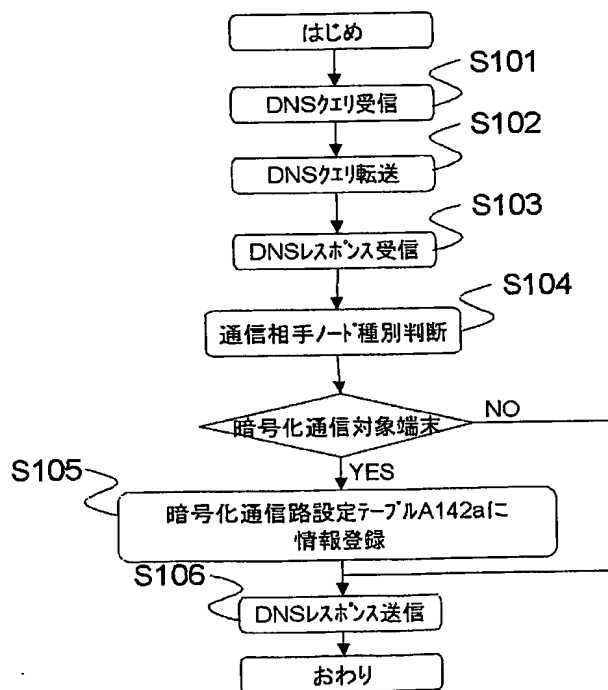 はじめ
S101
DNSクエリ受信
S102
DNSクエリ転送
S103
DNSレスポンス受信
S104
通信相手ノード種別判断
暗号化通信対象端末
NO
YES
S105
暗号化通信路設定テーブルA142aに
情報登録
S106
DNSレスポンス送信
おわり